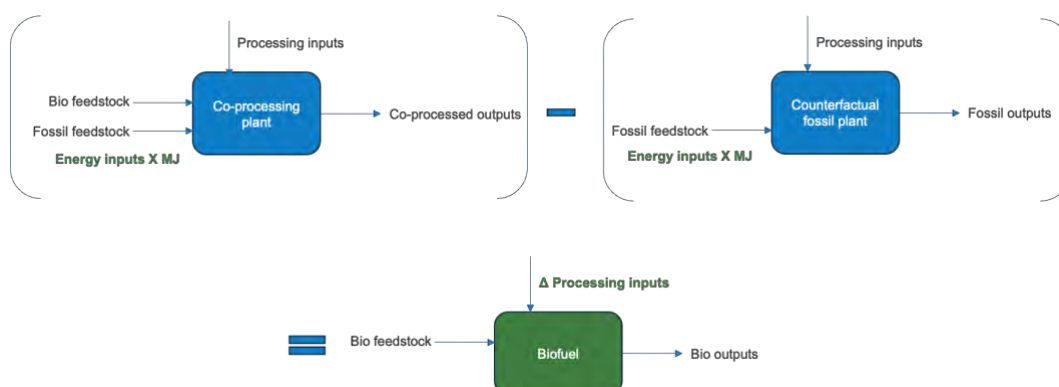 Processing inputs
Bio feedstock
Fossil feedstock
Energy inputs X MJ
Co-processing
plant
Co-processed outputs
Processing inputs
Fossil feedstock
Energy inputs X MJ
Counterfactual
fossil plant
Fossil outputs
Δ Processing inputs
Bio feedstock
Biofuel
Bio outputs